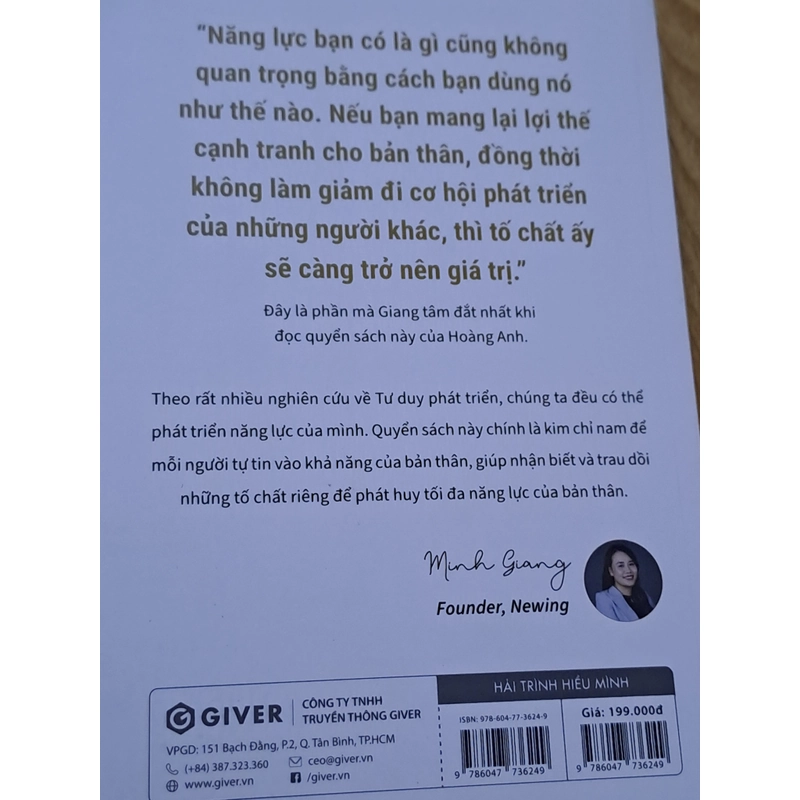 "Năng lực bạn có là gì cũng không
quan trọng bằng cách bạn dùng nó
như thế nào. Nếu bạn mang lại lợi thế
cạnh tranh cho bản thân, đồng thời
không làm giảm đi cơ hội phát triển
của những người khác, thì tố chất ấy
sẽ càng trở nên giá trị."
Đây là phần mà Giang tâm đắt nhất khi
đọc quyển sách này của Hoàng Anh.
Theo rất nhiều nghiên cứu về Tư duy phát triển, chúng ta đều có thể
phát triển năng lực của mình. Quyển sách này chính là kim chỉ nam để
mỗi người tự tin vào khả năng của bản thân, giúp nhận biết và trau dồi
những tố chất riêng để phát huy tối đa năng lực của bản thân.
Minh Giang
Founder, Newing
GIVER
CÔNG TY TNHH
TRUYỀN THÔNG GIVER
VPGD: 151 Bạch Đằng, P.2, Q. Tân Bình, TP.HCM
(+84) 387.323.360
ceo@giver.vn
www.giver.vn
/giver.vn
HẢI TRÌNH HIỂU MÌNH
ISBN: 978-604-77-3624-9
Giá: 199.000đ
9 786047 736249
9 786047 736249